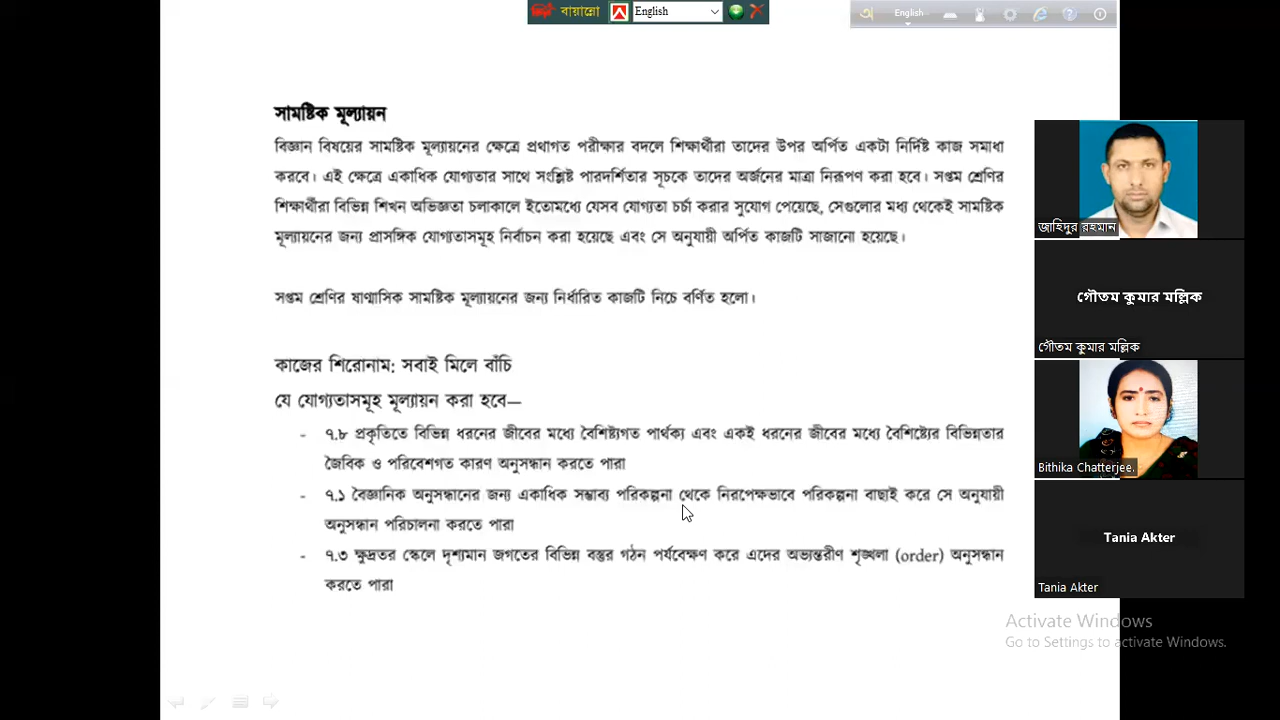 বায়ান্নো English
অ English
সামষ্টিক মূল্যায়ন
বিজ্ঞান বিষয়ের সামষ্টিক মূল্যায়নের ক্ষেত্রে প্রথাগত পরীক্ষার বদলে শিক্ষার্থীরা তাদের উপর অর্পিত একটা নির্দিষ্ট কাজ সমাধা
করবে। এই ক্ষেত্রে একাধিক যোগ্যতার সাথে সংশ্লিষ্ট পারদর্শিতার সূচকে তাদের অর্জনের মাত্রা নিরূপণ করা হবে। সপ্তম শ্রেণির
শিক্ষার্থীরা বিভিন্ন শিখন অভিজ্ঞতা চলাকালে ইতোমধ্যে যেসব যোগ্যতা চর্চা করার সুযোগ পেয়েছে, সেগুলোর মধ্য থেকেই সামষ্টিক
মূল্যায়নের জন্য প্রাসঙ্গিক যোগ্যতাসমূহ নির্বাচন করা হয়েছে এবং সে অনুযায়ী অর্পিত কাজটি সাজানো হয়েছে।
সপ্তম শ্রেণির ষাণ্মাসিক সামষ্টিক মূল্যায়নের জন্য নির্ধারিত কাজটি নিচে বর্ণিত হলো।
কাজের শিরোনাম: সবাই মিলে বাঁচি
যে যোগ্যতাসমূহ মূল্যায়ন করা হবে—
- ৭.৮ প্রকৃতিতে বিভিন্ন ধরনের জীবের মধ্যে বৈশিষ্ট্যগত পার্থক্য এবং একই ধরনের জীবের মধ্যে বৈশিষ্ট্যের বিভিন্নতার
জৈবিক ও পরিবেশগত কারণ অনুসন্ধান করতে পারা
- ৭.১ বৈজ্ঞানিক অনুসন্ধানের জন্য একাধিক সম্ভাব্য পরিকল্পনা থেকে নিরপেক্ষভাবে পরিকল্পনা বাছাই করে সে অনুযায়ী
অনুসন্ধান পরিচালনা করতে পারা
- ৭.৩ ক্ষুদ্রতর স্কেলে দৃশ্যমান জগতের বিভিন্ন বস্তুর গঠন পর্যবেক্ষণ করে এদের অভ্যন্তরীণ শৃঙ্খলা (order) অনুসন্ধান
করতে পারা
জাহিদুর রহমান
গৌতম কুমার মল্লিক
গৌতম কুমার মল্লিক
Bithika Chatterjee.
Tania Akter
Tania Akter
Activate Windows
Go to Settings to activate Windows.